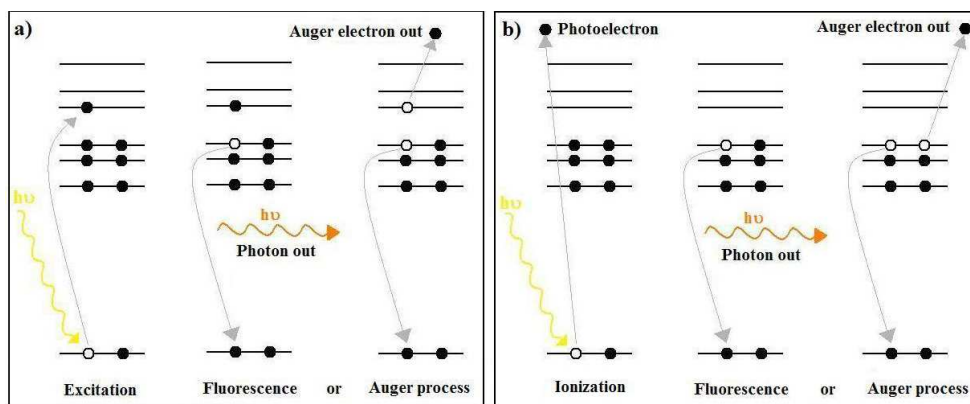 a)
Auger electron out
hυ
hυ
Photon out
Excitation
Fluorescence or Auger process
b)
Photoelectron
Auger electron out
hυ
hυ
Photon out
Ionization
Fluorescence or Auger process